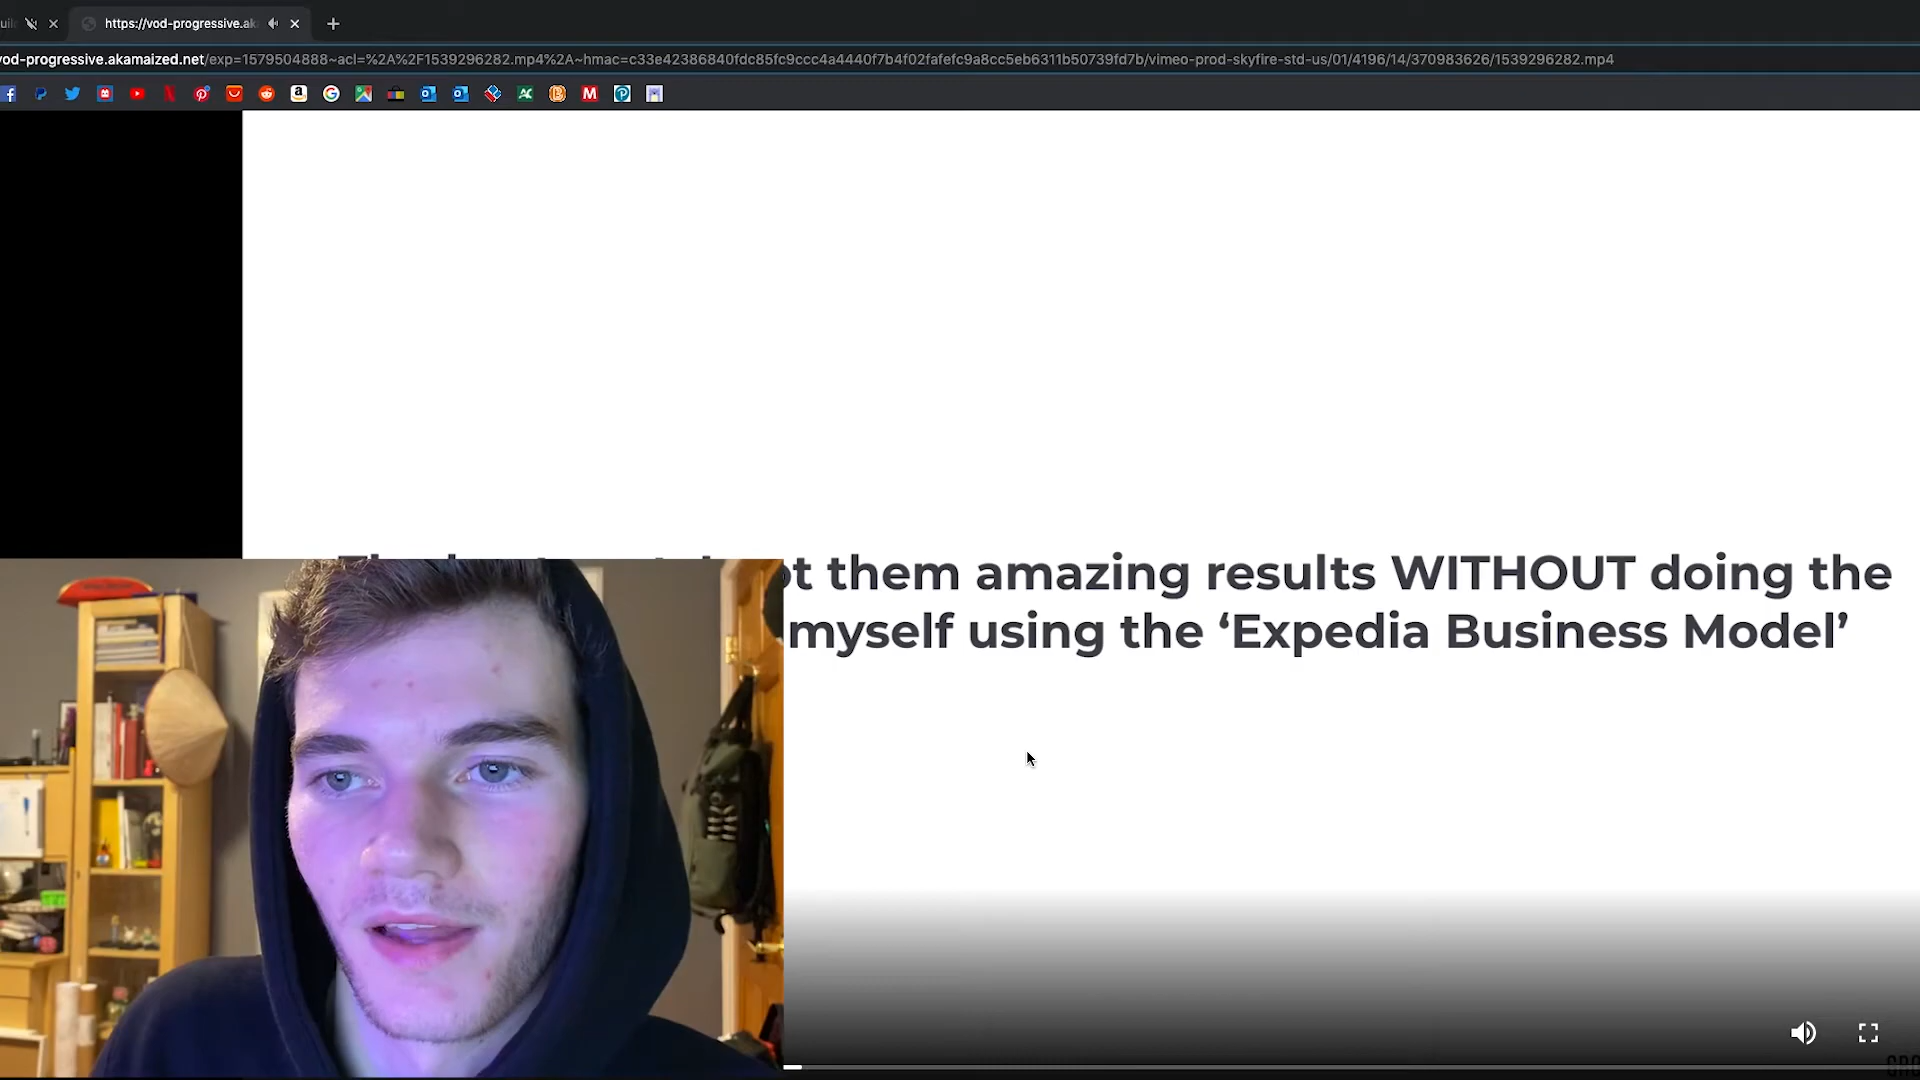 https://vod-progressive.ak
vod-progressive.akamaized.net/exp=1579504888~acl=%2A%2F1539296282.mp4%2A~hmac=c33e42386840fdc85fc9ccc4a4440f7b4f02fafefc9a8cc5eb6311b50739fd7b/vimeo-prod-skyfire-std-us/01/4196/14/370983626/1539296282.mp4
them amazing results WITHOUT doing the
myself using the ‘Expedia Business Model’